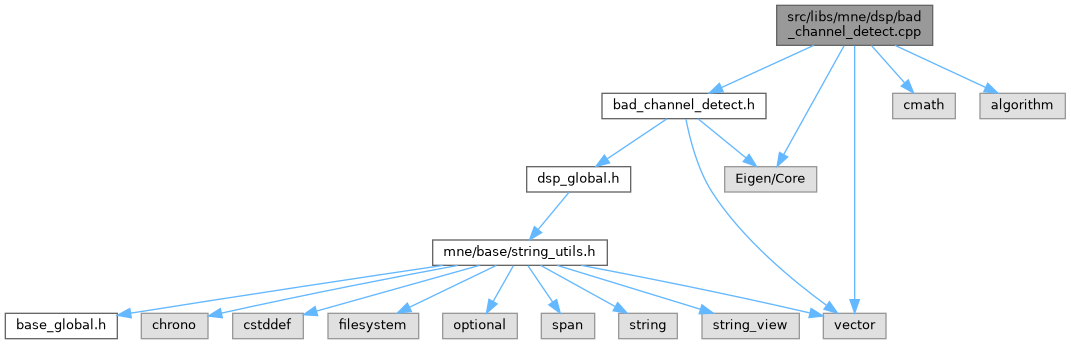 src/libs/mne/dsp/bad
_channel_detect.cpp
bad_channel_detect.h
cmath
algorithm
dsp_global.h
Eigen/Core
mne/base/string_utils.h
base_global.h
chrono
cstddef
filesystem
optional
span
string
string_view
vector